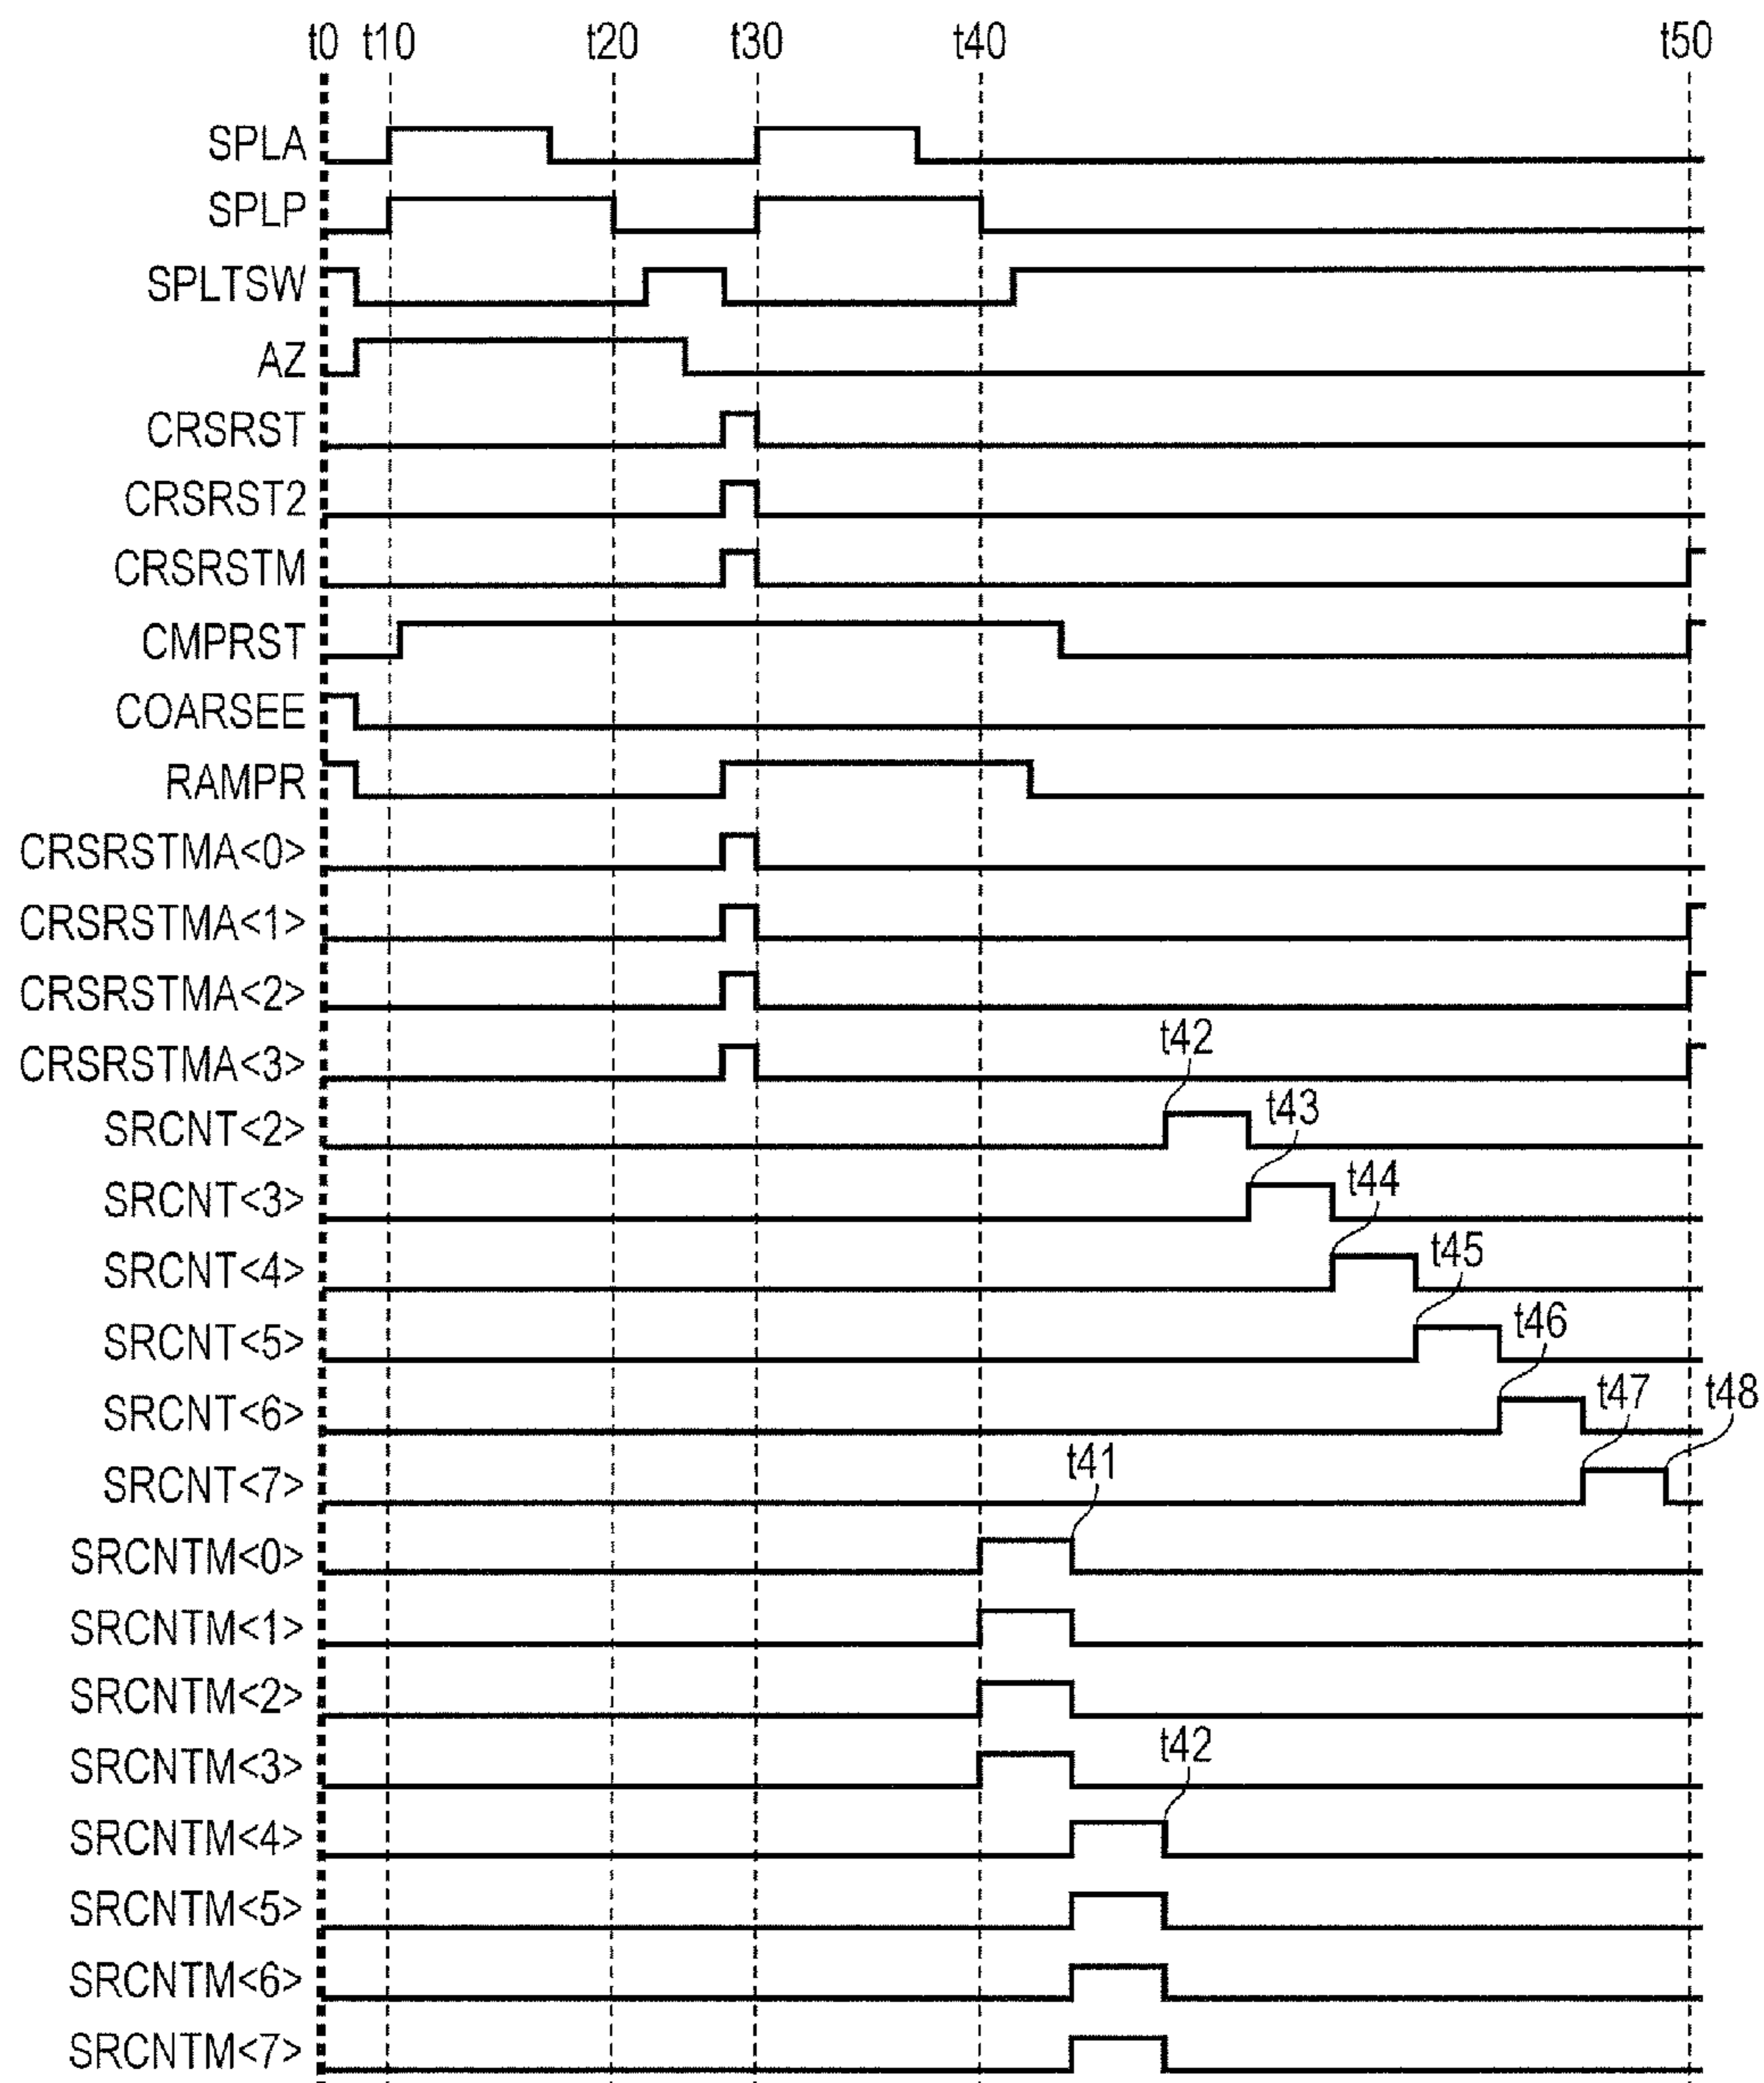 t0 t10 t20 t30 t40 t50
SPLA
SPLP
SPLTSW
AZ
CRSRST
CRSRST2
CRSRSTM
CMPRST
COARSEE
RAMPR
CRSRSTMA<0>
CRSRSTMA<1>
CRSRSTMA<2>
CRSRSTMA<3>
t42
SRCNT<2>
t43
SRCNT<3>
t44
SRCNT<4>
t45
SRCNT<5>
t46
SRCNT<6>
t47 t48
SRCNT<7>
t41
SRCNTM<0>
SRCNTM<1>
SRCNTM<2>
SRCNTM<3>
t42
SRCNTM<4>
SRCNTM<5>
SRCNTM<6>
SRCNTM<7>